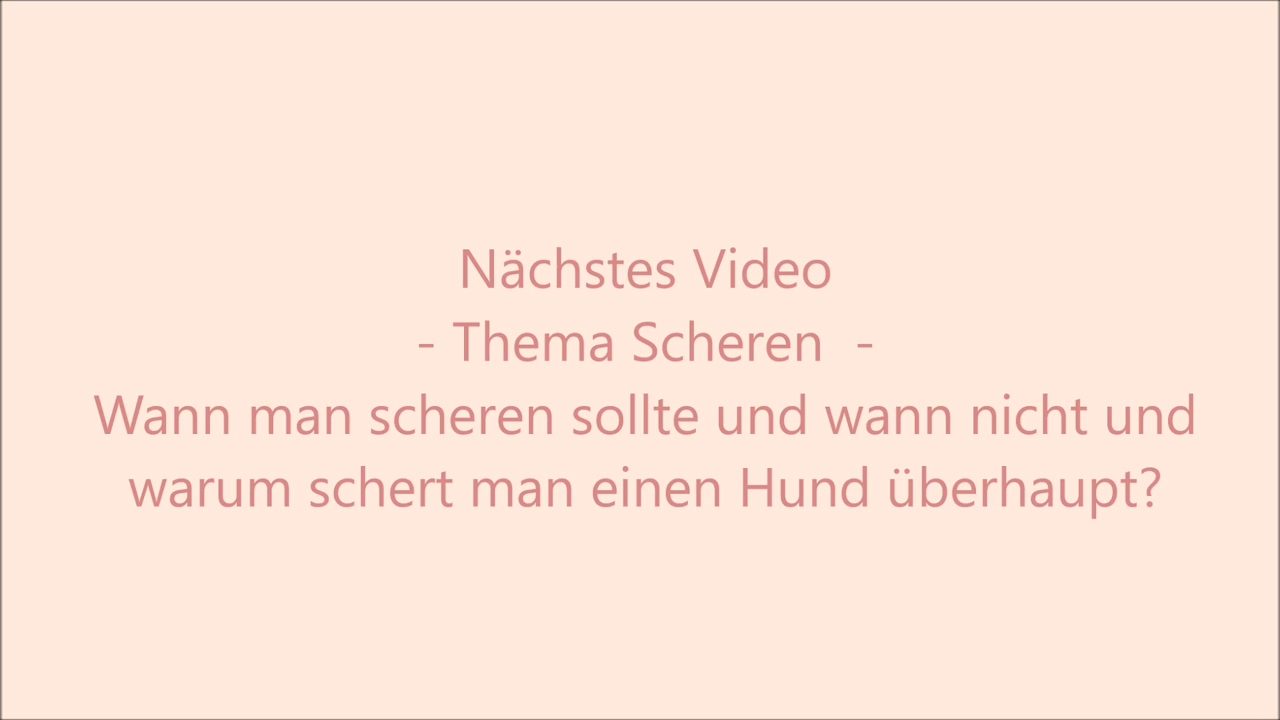 Nächstes Video
- Thema Scheren  -
Wann man scheren sollte und wann nicht und
warum schert man einen Hund überhaupt?